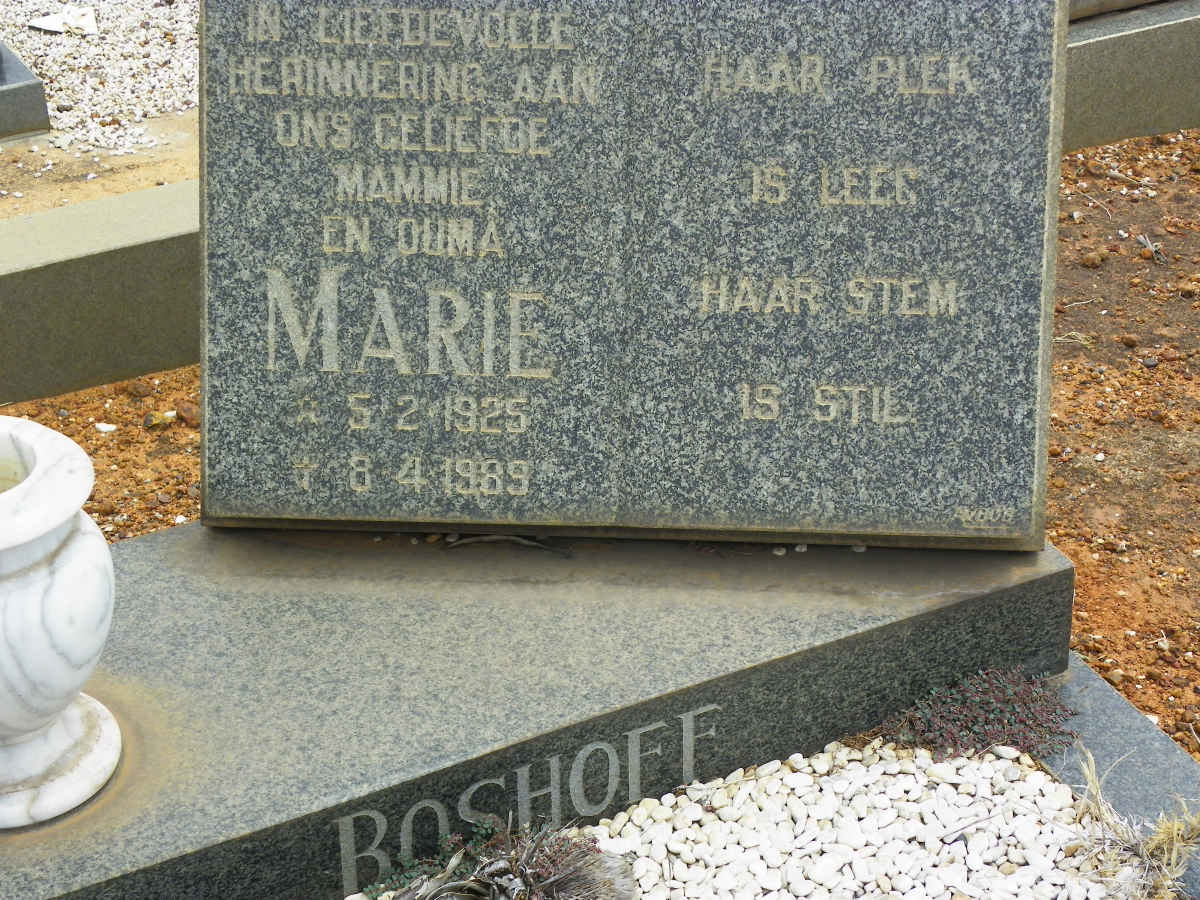 IN LIEFDEVOLLE
HERINNERING AAN
ONS GELIEFDE
MAMMIE
EN OUMA
MARIE
* 5·2·1925
† 8·4·1989
HAAR PLEK
IS LEEG
HAAR STEM
IS STIL
BOSHOFF